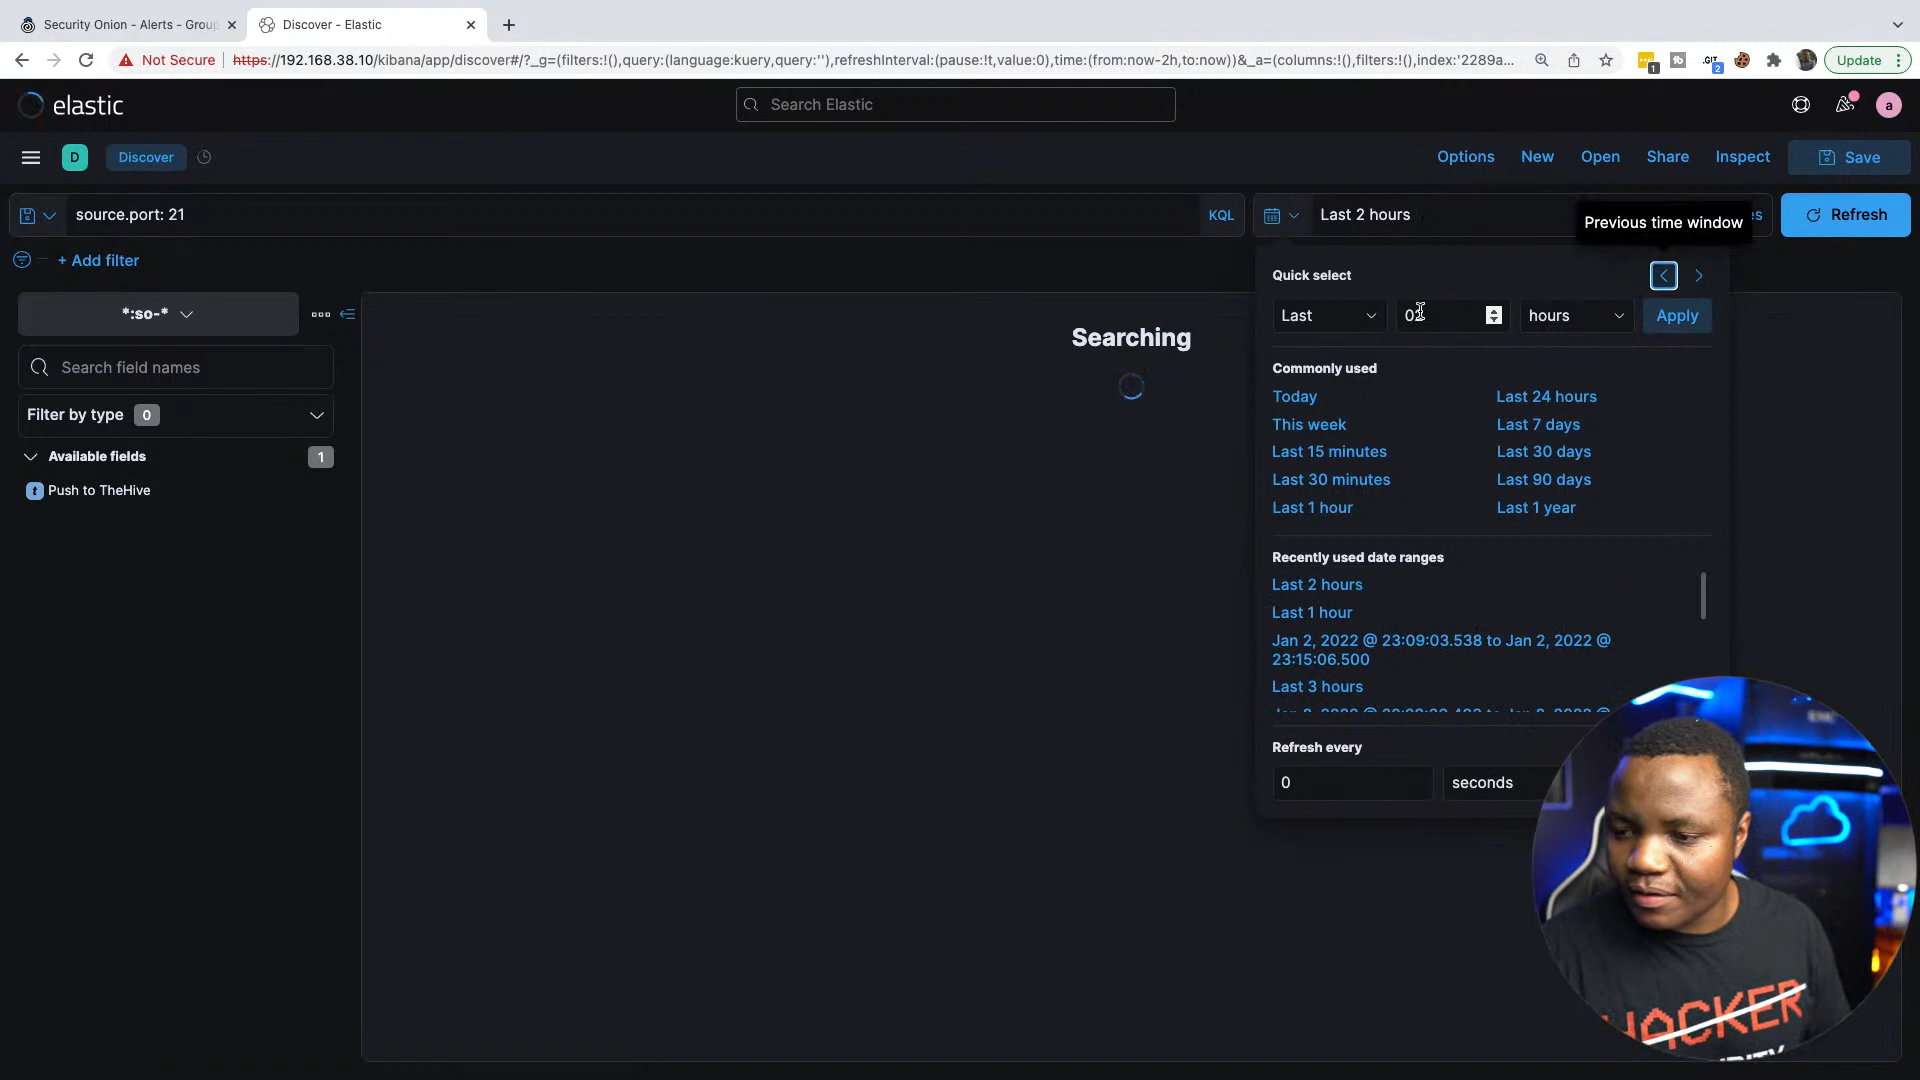 Security Onion - Alerts - Group
Discover - Elastic
Not Secure
https://192.168.38.10/kibana/app/discover#/?_g=(filters:!(),query:(language:kuery,query:''),refreshInterval:(pause:!t,value:0),time:(from:now-2h,to:now))&_a=(columns:!(),filters:!(),index:'2289a...
1
.GIT
2
Update
elastic
Search Elastic
a
D
Discover
Options
New
Open
Share
Inspect
Save
source.port: 21
KQL
Last 2 hours
Previous time window
Refresh
+ Add filter
Quick select
*:so-*
Last
02
hours
Apply
Searching
Search field names
Commonly used
Today
Last 24 hours
Filter by type 0
This week
Last 7 days
Available fields
1
Last 15 minutes
Last 30 days
Push to TheHive
t
Last 30 minutes
Last 90 days
Last 1 hour
Last 1 year
Recently used date ranges
Last 2 hours
Last 1 hour
Jan 2, 2022 @ 23:09:03.538 to Jan 2, 2022 @
23:15:06.500
Last 3 hours
Refresh every
0
seconds
HACKER